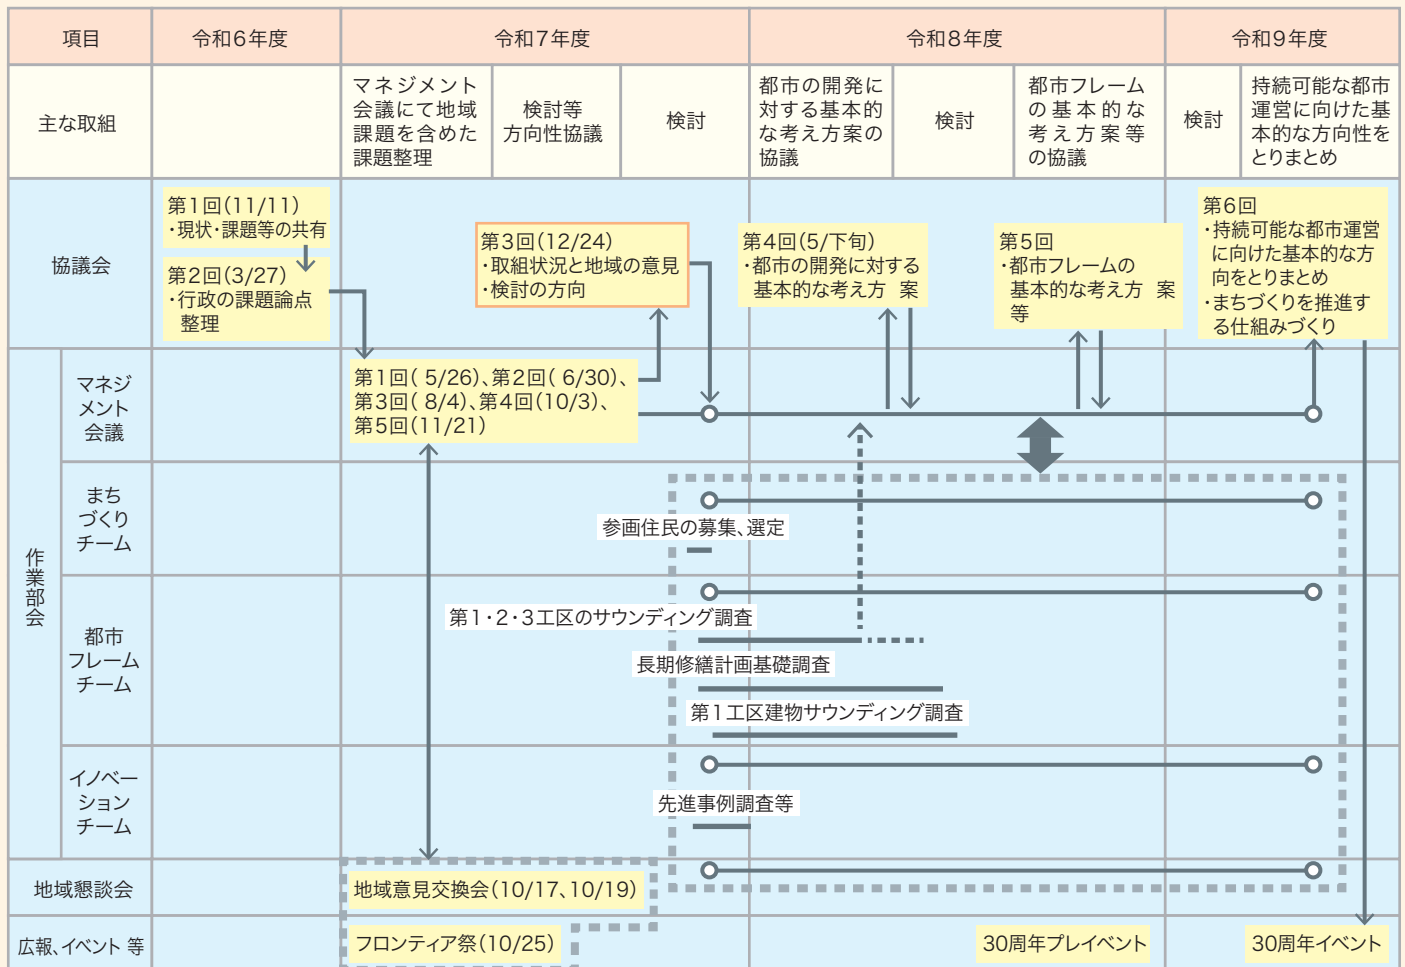 項目
令和6年度
令和7年度
令和8年度
令和9年度
主な取組
マネジメント
会議にて地域
課題を含めた
課題整理
検討等
方向性協議
検討
都市の開発に
対する基本的
な考え方案の
協議
検討
都市フレーム
の基本的な
考え方案等
の協議
検討
持続可能な都市
運営に向けた基
本的な方向性を
とりまとめ
協議会
第1回(11/11)
・現状・課題等の共有
第2回(3/27)
・行政の課題論点
整理
第3回(12/24)
・取組状況と地域の意見
・検討の方向
第4回(5/下旬)
・都市の開発に対する
基本的な考え方 案
第5回
・都市フレームの
基本的な考え方 案
等
第6回
・持続可能な都市運営
に向けた基本的な方
向をとりまとめ
・まちづくりを推進す
る仕組みづくり
作業部会
マネジ
メント
会議
第1回( 5/26)、第2回( 6/30)、
第3回( 8/4)、第4回(10/3)、
第5回(11/21)
まち
づくり
チーム
参画住民の募集、選定
都市
フレーム
チーム
第1・2・3工区のサウンディング調査
長期修繕計画基礎調査
第1工区建物サウンディング調査
イノベー
ション
チーム
先進事例調査等
地域懇談会
地域意見交換会(10/17、10/19)
広報、イベント 等
フロンティア祭(10/25)
30周年プレイベント
30周年イベント